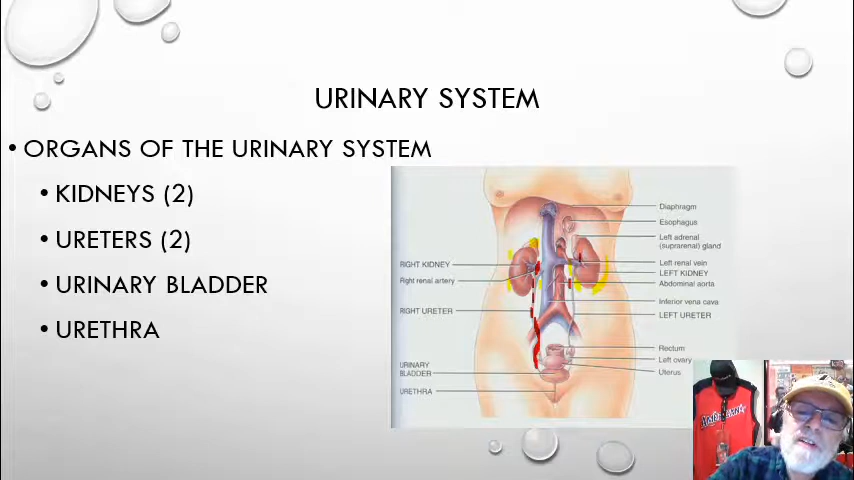 URINARY SYSTEM
• ORGANS OF THE URINARY SYSTEM
• KIDNEYS (2)
• URETERS (2)
• URINARY BLADDER
• URETHRA
Diaphragm
Esophagus
Left adrenal
(suprarenal) gland
RIGHT KIDNEY
Left renal vein
LEFT KIDNEY
Right renal artery
Abdominal aorta
Inferior vena cava
RIGHT URETER
LEFT URETER
Rectum
Left ovary
URINARY
BLADDER
Uterus
URETHRA